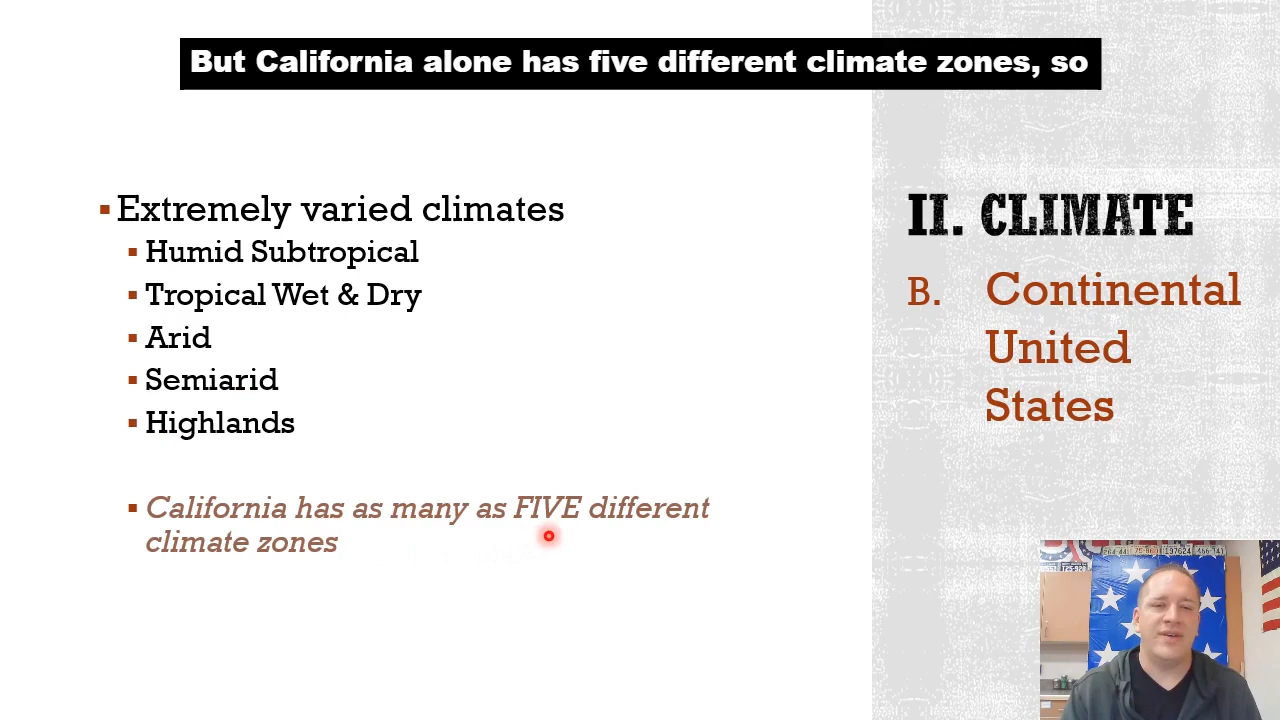 But California alone has five different climate zones, so
Extremely varied climates
Humid Subtropical
Tropical Wet & Dry
Arid
Semiarid
Highlands
California has as many as FIVE different
climate zones
II. CLIMATE
B. Continental
United
States
197624